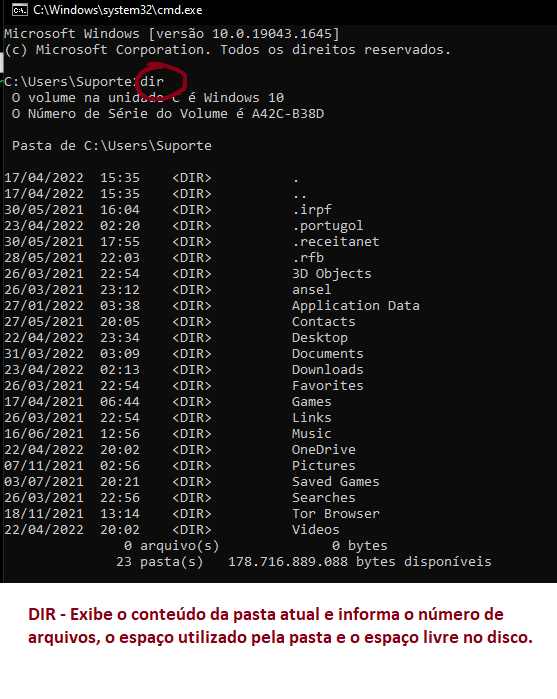 C:\Windows\system32\cmd.exe
Microsoft Windows [versão 10.0.19043.1645]
(c) Microsoft Corporation. Todos os direitos reservados.
C:\Users\Suporte>dir
O volume na unidade C é Windows 10
O Número de Série do Volume é A42C-B38D
Pasta de C:\Users\Suporte
17/04/2022  15:35    <DIR>          .
17/04/2022  15:35    <DIR>          ..
30/05/2021  16:04    <DIR>          .irpf
23/04/2022  02:20    <DIR>          .portugol
30/05/2021  17:55    <DIR>          .receitanet
28/05/2021  22:03    <DIR>          .rfb
26/03/2021  22:54    <DIR>          3D Objects
26/03/2021  23:12    <DIR>          ansel
27/01/2022  03:38    <DIR>          Application Data
27/05/2021  20:05    <DIR>          Contacts
22/04/2022  23:34    <DIR>          Desktop
31/03/2022  03:09    <DIR>          Documents
23/04/2022  02:13    <DIR>          Downloads
26/03/2021  22:54    <DIR>          Favorites
17/04/2021  06:44    <DIR>          Games
26/03/2021  22:54    <DIR>          Links
16/06/2021  12:56    <DIR>          Music
22/04/2022  20:02    <DIR>          OneDrive
07/11/2021  02:56    <DIR>          Pictures
03/07/2021  20:21    <DIR>          Saved Games
26/03/2021  22:56    <DIR>          Searches
18/11/2021  13:14    <DIR>          Tor Browser
22/04/2022  20:02    <DIR>          Videos
0 arquivo(s)              0 bytes
23 pasta(s)   178.716.889.088 bytes disponíveis
DIR - Exibe o conteúdo da pasta atual e informa o número de
arquivos, o espaço utilizado pela pasta e o espaço livre no disco.